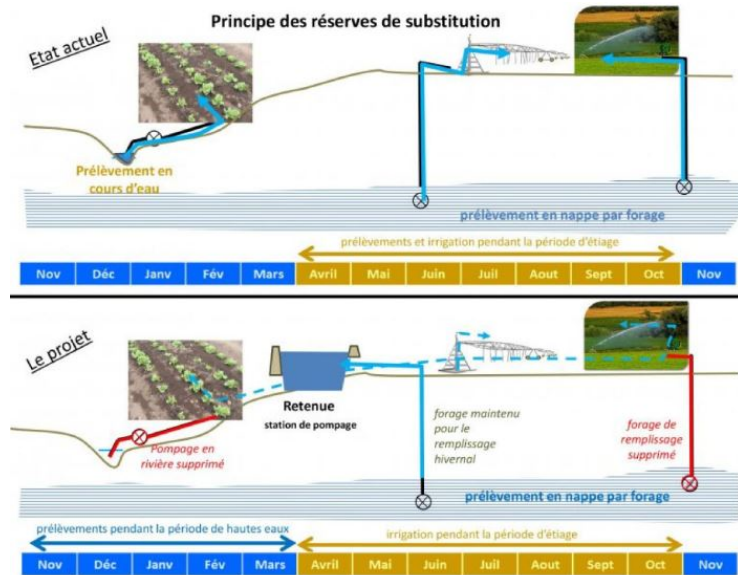 Principe des réserves de substitution
Etat actuel
Prélèvement en
cours d'eau
prélèvement en nappe par forage
prélèvements et irrigation pendant la période d'étiage
Nov Déc Janv Fév Mars Avril Mai Juin Juil Aout Sept Oct Nov
Le projet
Retenue
station de pompage
Pompage en
rivière supprimé
forage maintenu
pour le
remplissage
hivernal
forage de
remplissage
supprimé
prélèvement en nappe par forage
prélèvements pendant la période de hautes eaux
irrigation pendant la période d'étiage
Nov Déc Janv Fév Mars Avril Mai Juin Juil Aout Sept Oct Nov